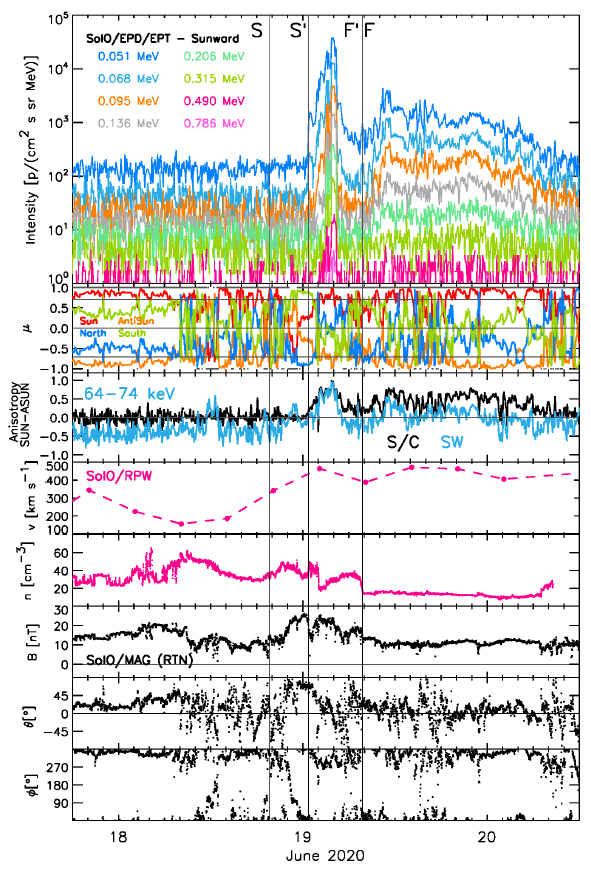 S S' F' F
SolO/EPD/EPT − Sunward
0.051 MeV 0.206 MeV
0.068 MeV 0.315 MeV
0.095 MeV 0.490 MeV
0.136 MeV 0.786 MeV
Intensity [p/(cm² s sr MeV)]
10⁵
10⁴
10³
10²
10¹
10⁰
μ
1.0
0.5
0.0
−0.5
−1.0
Sun AntiSun
North South
Anisotropy
SUN−ASUN
1.0
0.5
0.0
−0.5
−1.0
64−74 keV
S/C SW
v [km s⁻¹]
500
400
300
200
100
SolO/RPW
n [cm⁻³]
60
40
20
0
B [nT]
30
20
10
0
SolO/MAG (RTN)
θ[°]
45
0
−45
ϕ[°]
270
180
90
18 19 20
June 2020